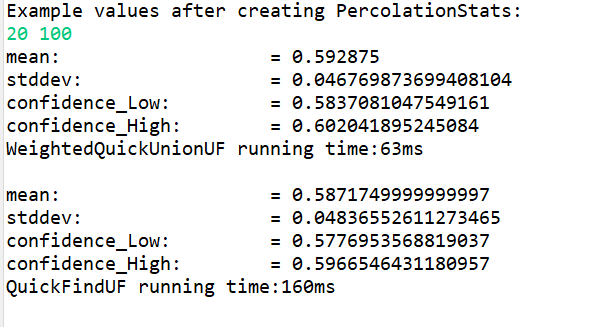 Example values after creating PercolationStats:
20 100
mean:                  = 0.592875
stddev:                = 0.046769873699408104
confidence_Low:        = 0.5837081047549161
confidence_High:       = 0.602041895245084
WeightedQuickUnionUF running time:63ms

mean:                  = 0.5871749999999997
stddev:                = 0.04836552611273465
confidence_Low:        = 0.5776953568819037
confidence_High:       = 0.5966546431180957
QuickFindUF running time:160ms